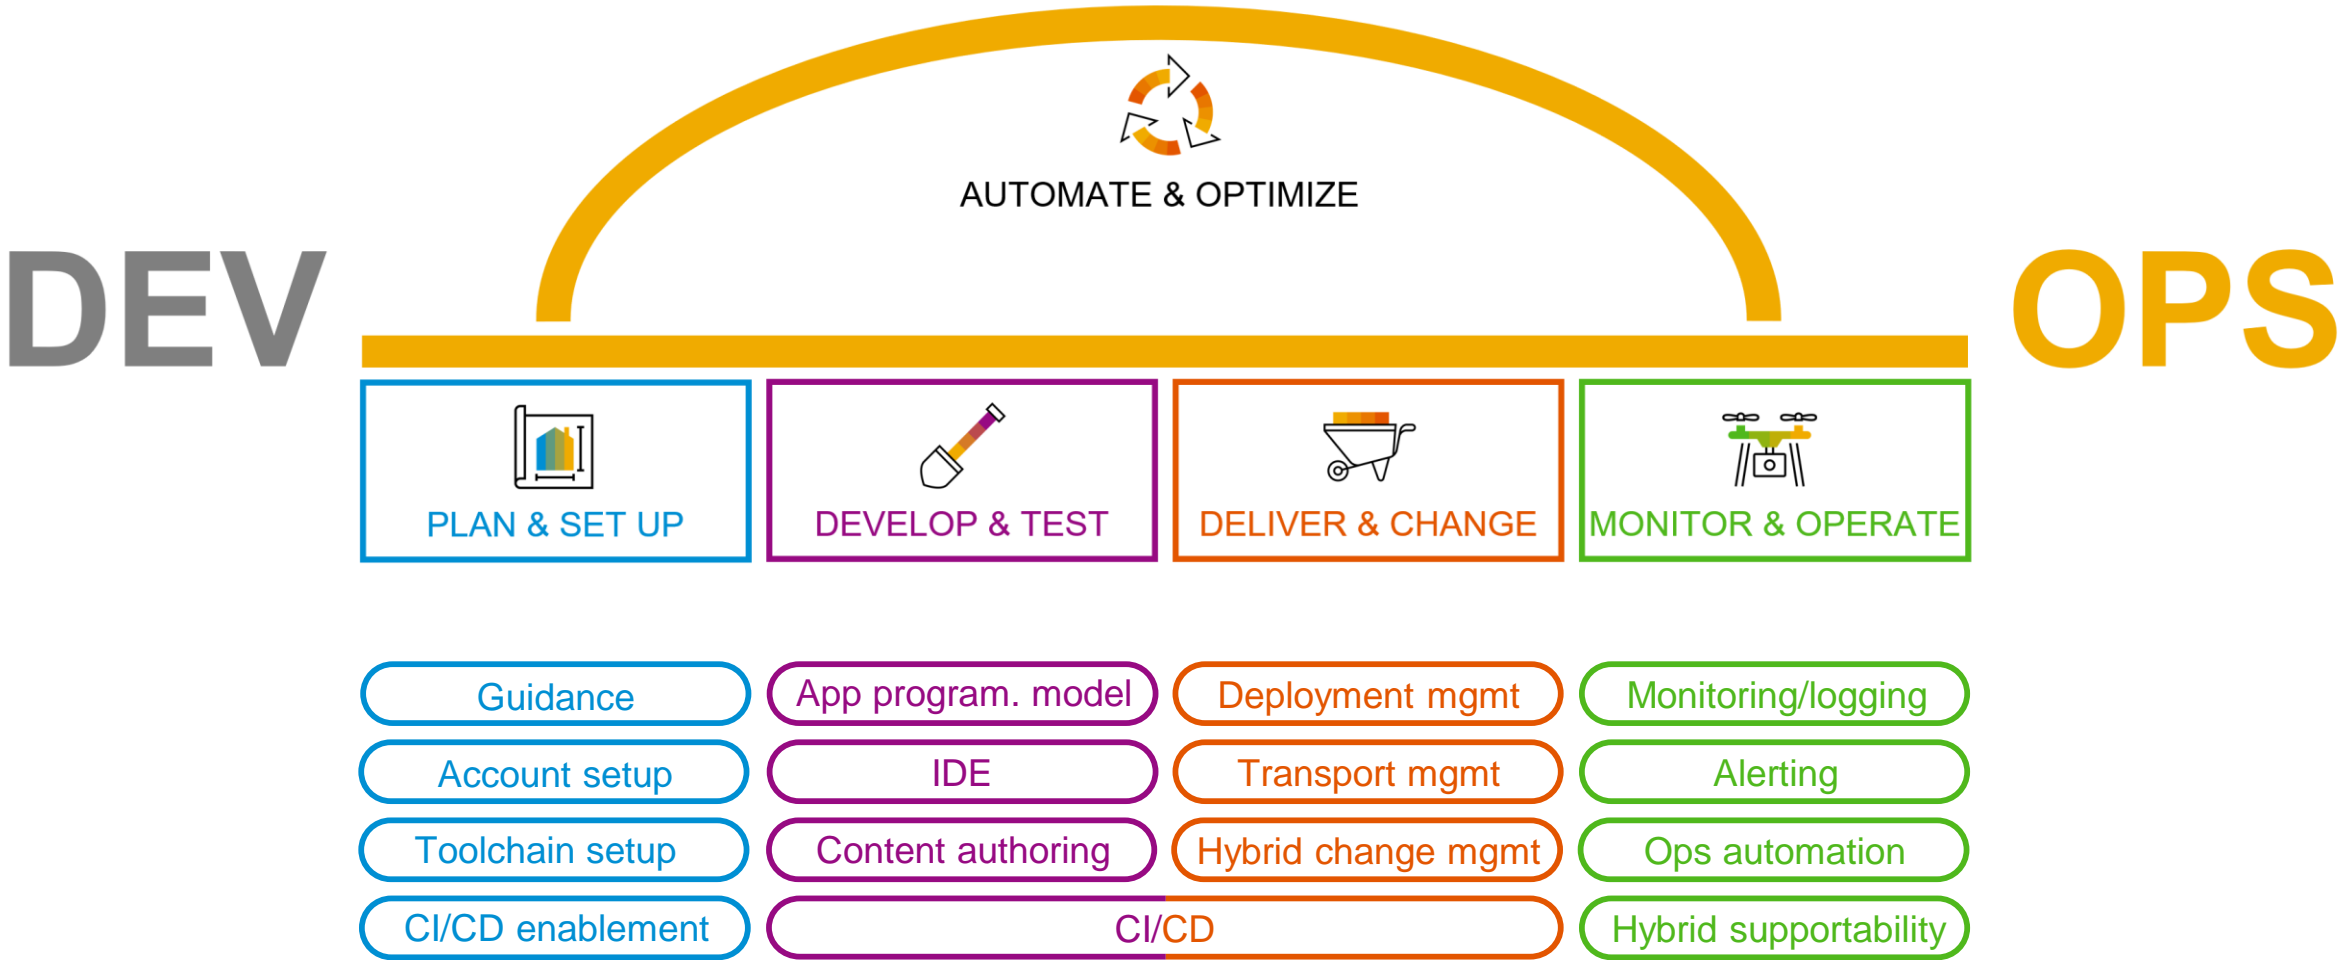 AUTOMATE & OPTIMIZE
DEV
OPS
PLAN & SET UP
DEVELOP & TEST
DELIVER & CHANGE
MONITOR & OPERATE
Guidance
App program. model
Deployment mgmt
Monitoring/logging
Account setup
IDE
Transport mgmt
Alerting
Toolchain setup
Content authoring
Hybrid change mgmt
Ops automation
CI/CD enablement
CI/CD
Hybrid supportability